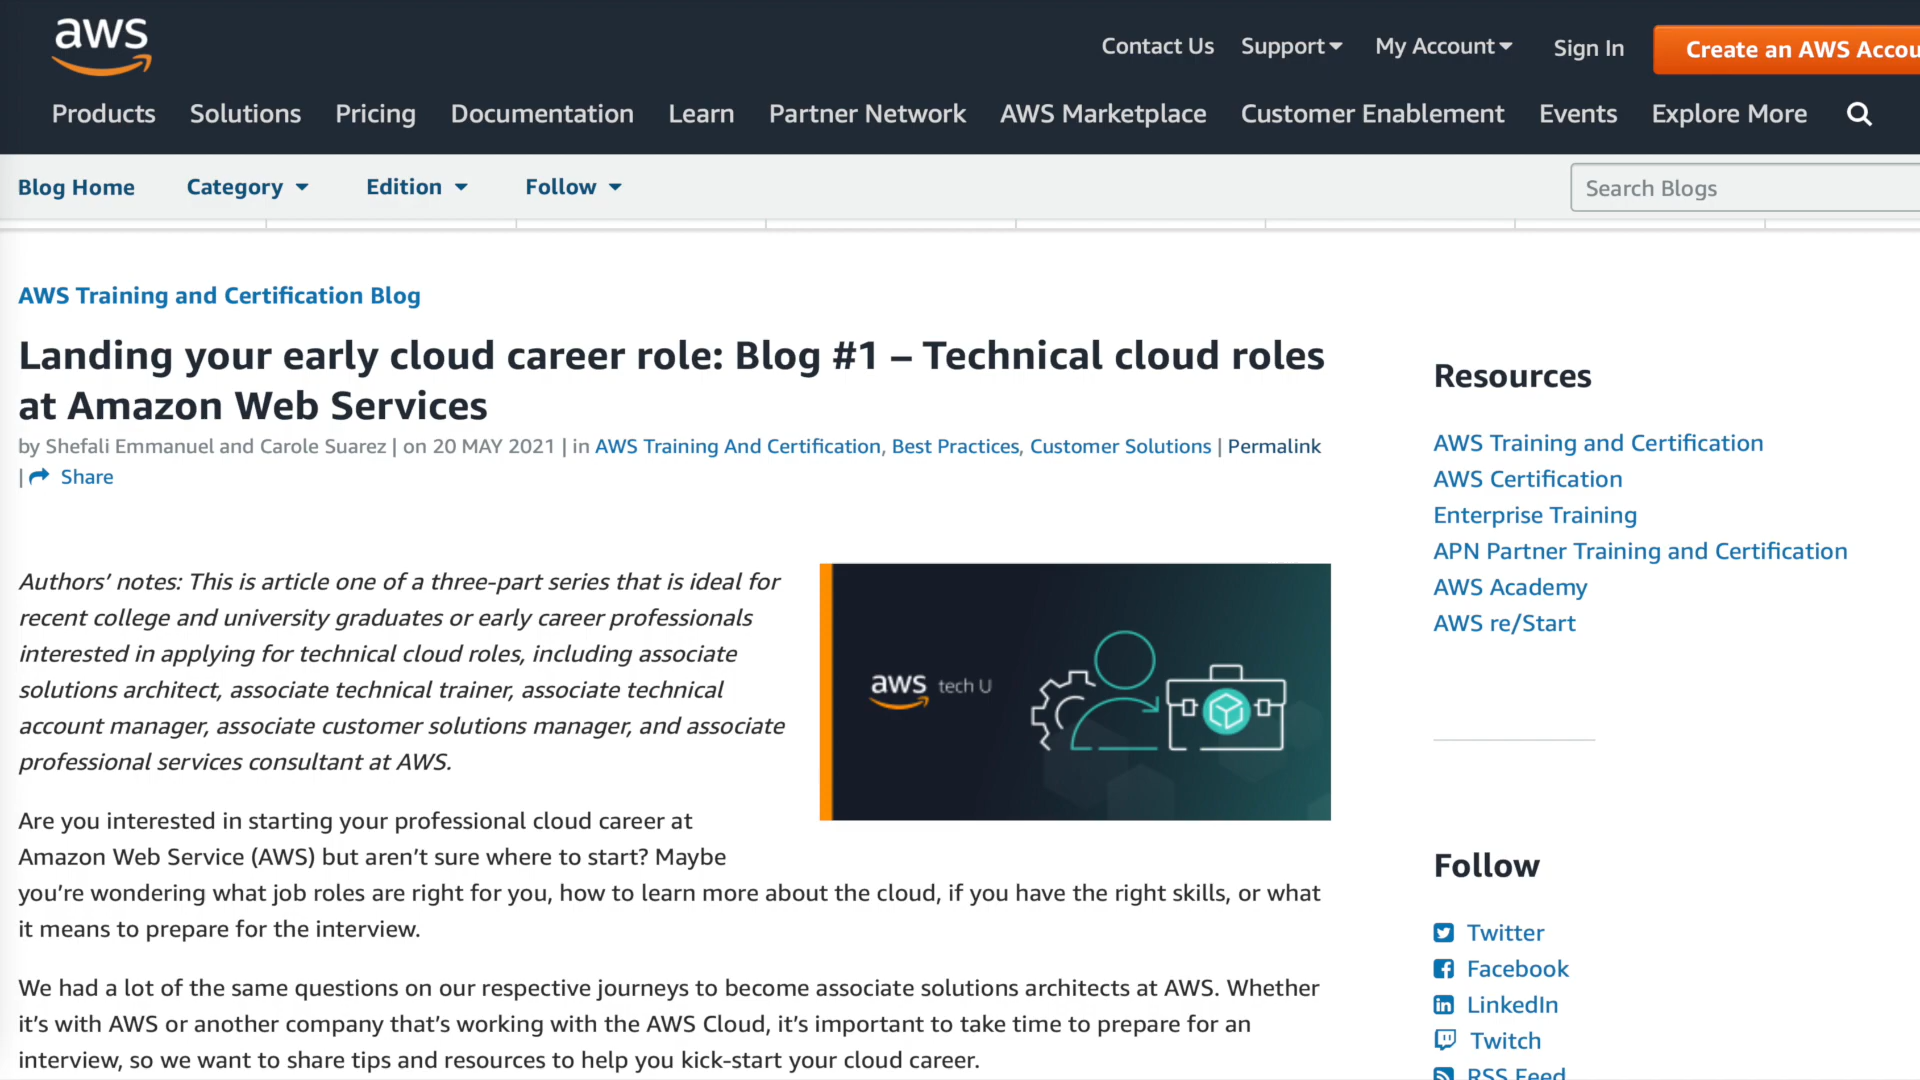 aws
Contact Us Support My Account Sign In Create an AWS Accou
Products Solutions Pricing Documentation Learn Partner Network AWS Marketplace Customer Enablement Events Explore More
Blog Home Category Edition Follow Search Blogs
AWS Training and Certification Blog
Landing your early cloud career role: Blog #1 – Technical cloud roles
at Amazon Web Services
by Shefali Emmanuel and Carole Suarez | on 20 MAY 2021 | in AWS Training And Certification, Best Practices, Customer Solutions | Permalink
| Share
Authors’ notes: This is article one of a three-part series that is ideal for
recent college and university graduates or early career professionals
interested in applying for technical cloud roles, including associate
solutions architect, associate technical trainer, associate technical
account manager, associate customer solutions manager, and associate
professional services consultant at AWS.
aws tech U
Are you interested in starting your professional cloud career at
Amazon Web Service (AWS) but aren’t sure where to start? Maybe
you’re wondering what job roles are right for you, how to learn more about the cloud, if you have the right skills, or what
it means to prepare for the interview.
We had a lot of the same questions on our respective journeys to become associate solutions architects at AWS. Whether
it’s with AWS or another company that’s working with the AWS Cloud, it’s important to take time to prepare for an
interview, so we want to share tips and resources to help you kick-start your cloud career.
Resources
AWS Training and Certification
AWS Certification
Enterprise Training
APN Partner Training and Certification
AWS Academy
AWS re/Start
Follow
Twitter
Facebook
LinkedIn
Twitch
RSS Feed